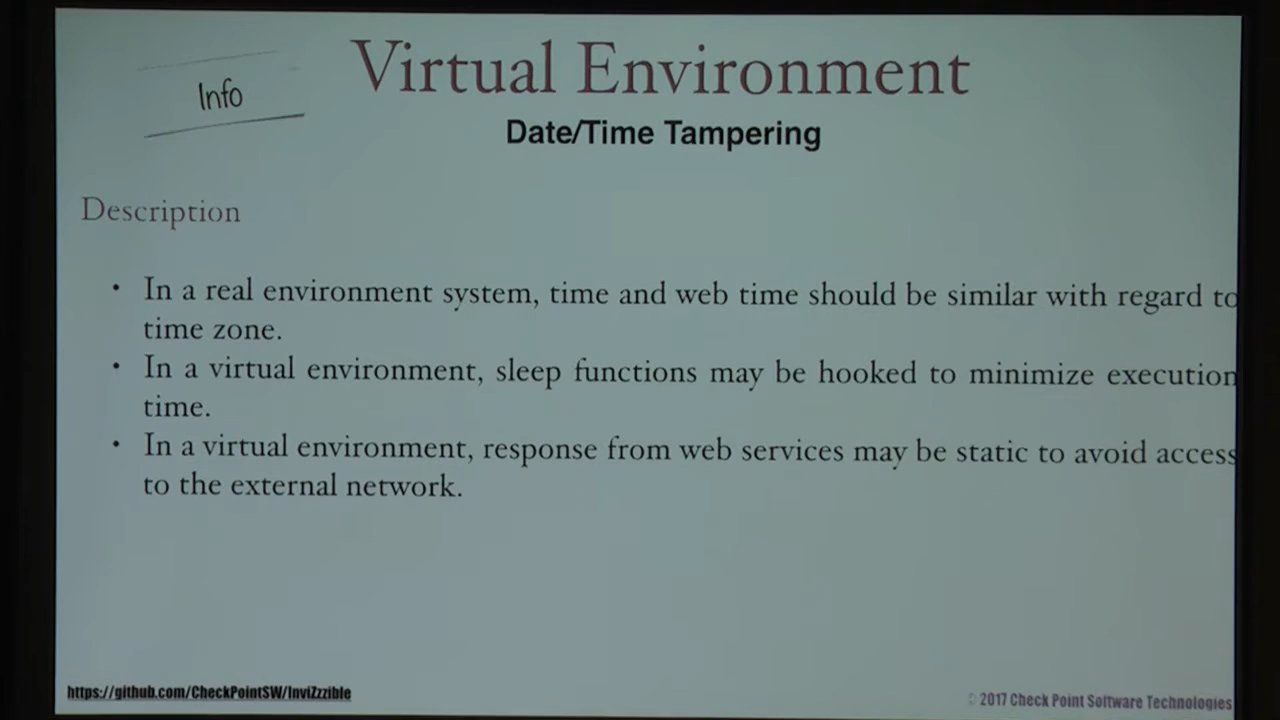 Info
Virtual Environment
Date/Time Tampering
Description
• In a real environment system, time and web time should be similar with regard to
time zone.
• In a virtual environment, sleep functions may be hooked to minimize execution
time.
• In a virtual environment, response from web services may be static to avoid access
to the external network.
https://github.com/CheckPointSW/InviZzzible
© 2017 Check Point Software Technologies